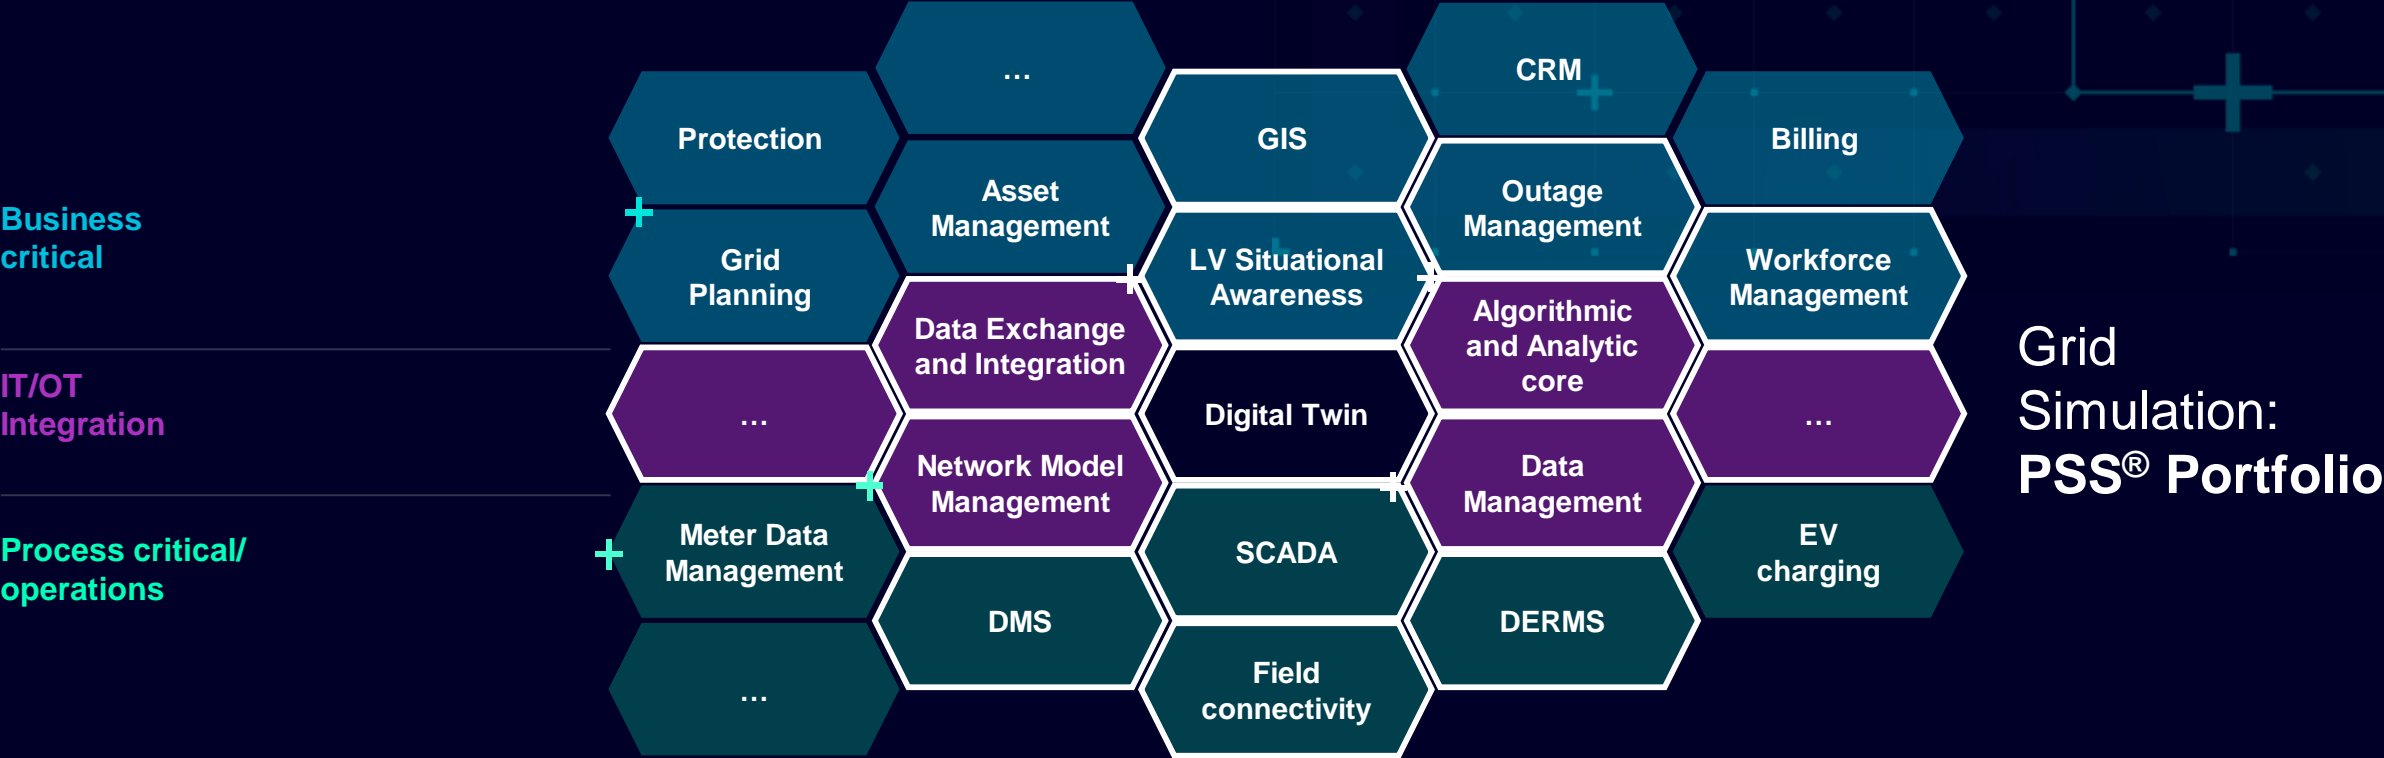 Business
critical
IT/OT
Integration
Process critical/
operations
Protection
Grid
Planning
…
Meter Data
Management
…
…
Asset
Management
Data Exchange
and Integration
Network Model
Management
DMS
GIS
LV Situational
Awareness
Digital Twin
SCADA
Field
connectivity
CRM
Outage
Management
Algorithmic
and Analytic
core
Data
Management
DERMS
Billing
Workforce
Management
…
EV
charging
Grid
Simulation:
PSS® Portfolio